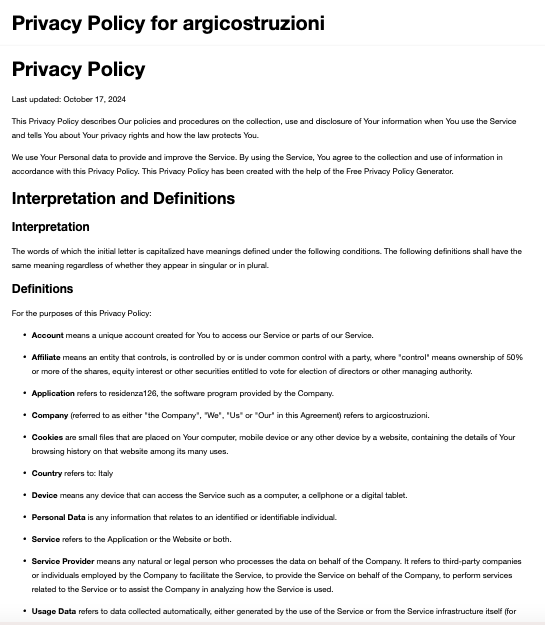 Privacy Policy for argicostruzioni
Privacy Policy
Last updated: October 17, 2024
This Privacy Policy describes Our policies and procedures on the collection, use and disclosure of Your information when You use the Service
and tells You about Your privacy rights and how the law protects You.
We use Your Personal data to provide and improve the Service. By using the Service, You agree to the collection and use of information in
accordance with this Privacy Policy. This Privacy Policy has been created with the help of the Free Privacy Policy Generator.
Interpretation and Definitions
Interpretation
The words of which the initial letter is capitalized have meanings defined under the following conditions. The following definitions shall have the
same meaning regardless of whether they appear in singular or in plural.
Definitions
For the purposes of this Privacy Policy:
• Account means a unique account created for You to access our Service or parts of our Service.
• Affiliate means an entity that controls, is controlled by or is under common control with a party, where "control" means ownership of 50%
or more of the shares, equity interest or other securities entitled to vote for election of directors or other managing authority.
• Application refers to residenza126, the software program provided by the Company.
• Company (referred to as either "the Company", "We", "Us" or "Our" in this Agreement) refers to argicostruzioni.
• Cookies are small files that are placed on Your computer, mobile device or any other device by a website, containing the details of Your
browsing history on that website among its many uses.
• Country refers to: Italy
• Device means any device that can access the Service such as a computer, a cellphone or a digital tablet.
• Personal Data is any information that relates to an identified or identifiable individual.
• Service refers to the Application or the Website or both.
• Service Provider means any natural or legal person who processes the data on behalf of the Company. It refers to third-party companies
or individuals employed by the Company to facilitate the Service, to provide the Service on behalf of the Company, to perform services
related to the Service or to assist the Company in analyzing how the Service is used.
• Usage Data refers to data collected automatically, either generated by the use of the Service or from the Service infrastructure itself (for